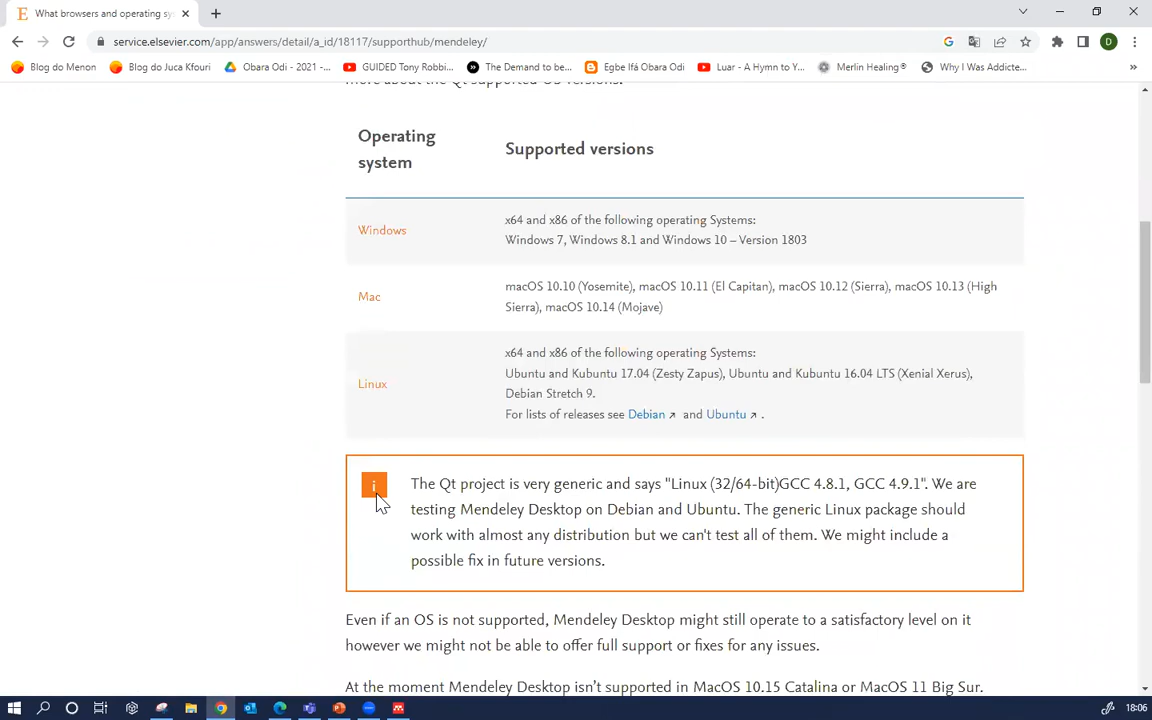 What browsers and operating sy
service.elsevier.com/app/answers/detail/a_id/18117/supporthub/mendeley/
D
Blog do Menon
Blog do Juca Kfouri
Obara Odi - 2021 -...
GUIDED Tony Robbi...
The Demand to be...
Egbe Ifá Obara Odi
Luar - A Hymn to Y...
Merlin Healing®
Why I Was Addicte...
more about the Qt supported OS versions.
Operating
system
Supported versions
Windows
x64 and x86 of the following operating Systems:
Windows 7, Windows 8.1 and Windows 10 – Version 1803
Mac
macOS 10.10 (Yosemite), macOS 10.11 (El Capitan), macOS 10.12 (Sierra), macOS 10.13 (High
Sierra), macOS 10.14 (Mojave)
Linux
x64 and x86 of the following operating Systems:
Ubuntu and Kubuntu 17.04 (Zesty Zapus), Ubuntu and Kubuntu 16.04 LTS (Xenial Xerus),
Debian Stretch 9.
For lists of releases see Debian and Ubuntu .
i
The Qt project is very generic and says "Linux (32/64-bit)GCC 4.8.1, GCC 4.9.1". We are
testing Mendeley Desktop on Debian and Ubuntu. The generic Linux package should
work with almost any distribution but we can't test all of them. We might include a
possible fix in future versions.
Even if an OS is not supported, Mendeley Desktop might still operate to a satisfactory level on it
however we might not be able to offer full support or fixes for any issues.
At the moment Mendeley Desktop isn't supported in MacOS 10.15 Catalina or MacOS 11 Big Sur.
18:06